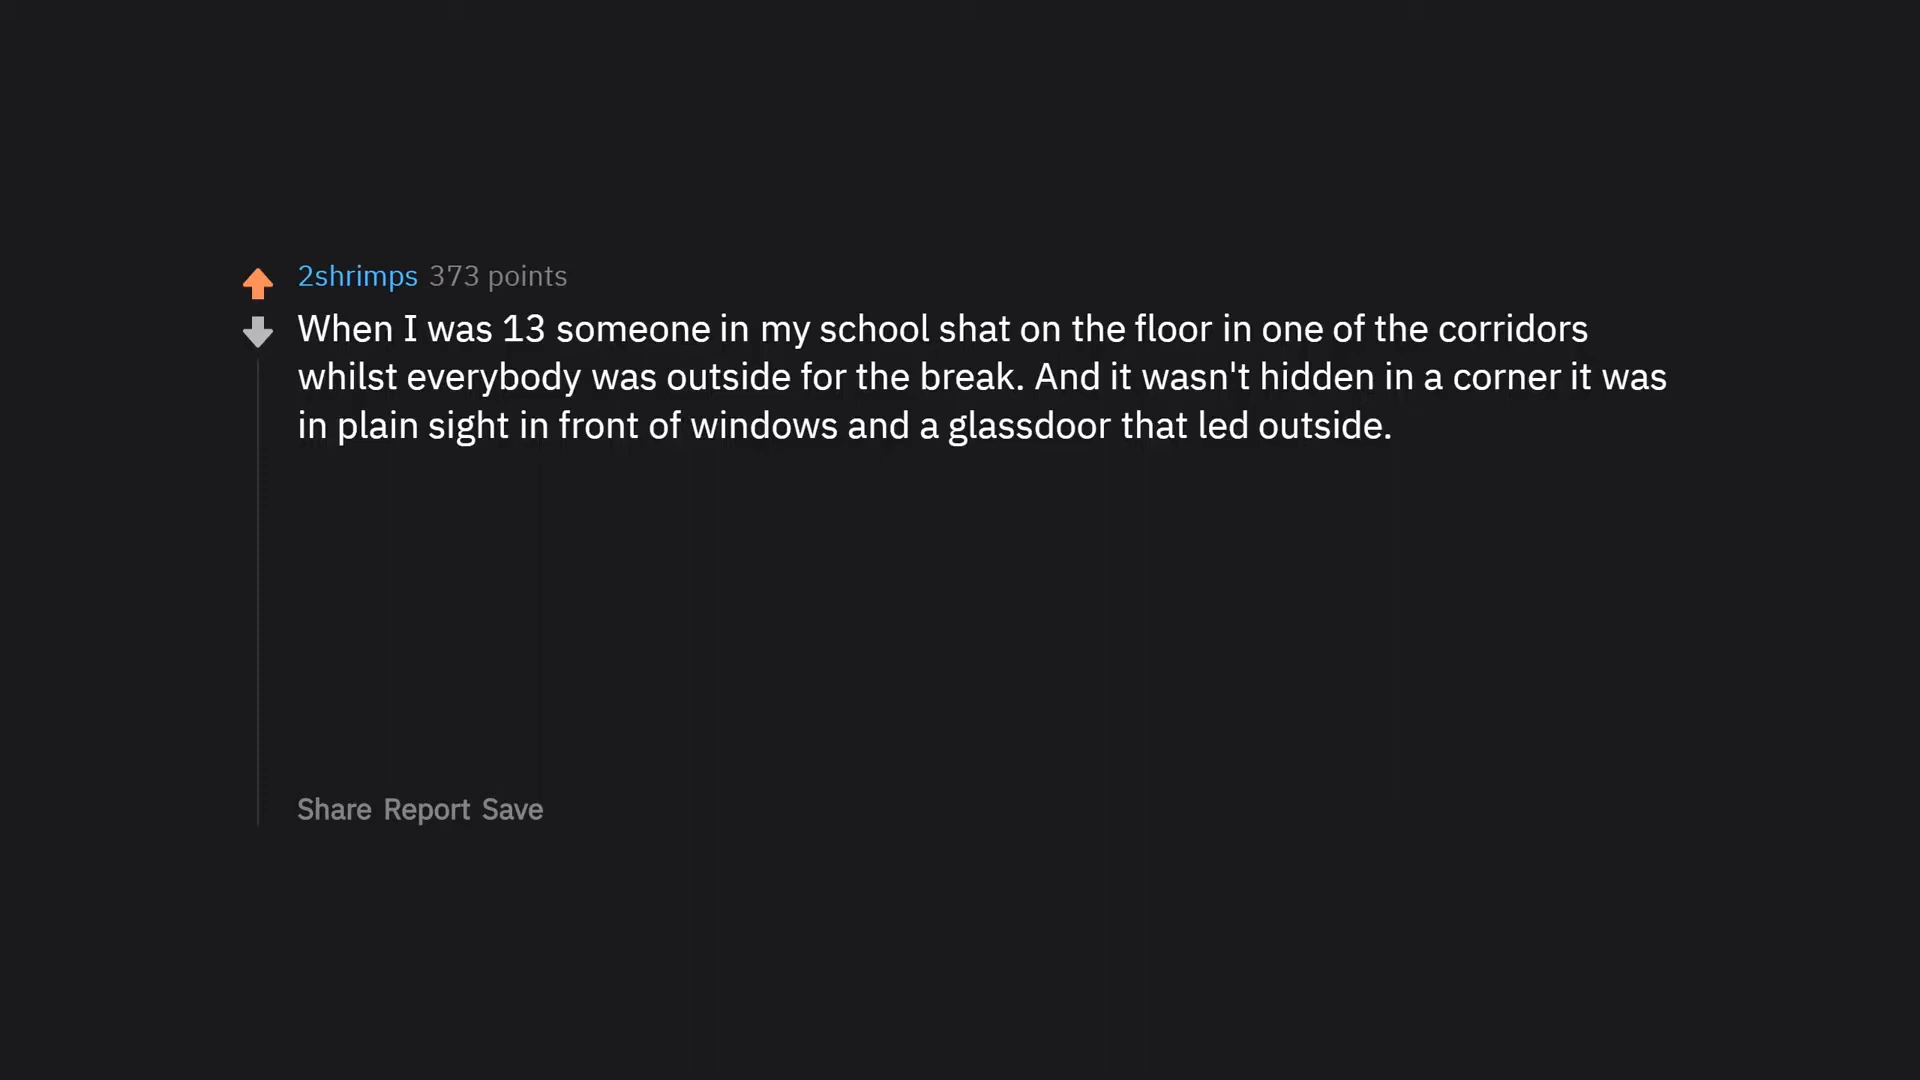 2shrimps 373 points
When I was 13 someone in my school shat on the floor in one of the corridors
whilst everybody was outside for the break. And it wasn't hidden in a corner it was
in plain sight in front of windows and a glassdoor that led outside.
Share Report Save